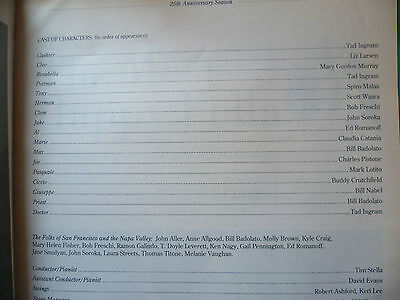 25th Anniversary Season
CAST OF CHARACTERS (in order of appearance)
Cashier Tad Ingram
Cleo Liz Larsen
Rosabella Mary Gordon Murray
Postman Tad Ingram
Tony Spiro Malas
Herman Scott Waara
Clem Bob Freschi
Jake John Soroka
Al Ed Romanoff
Marie Claudia Catania
Max Bill Badolato
Joe Charles Pistone
Pasquale Mark Lotito
Ciccio Buddy Crutchfield
Giuseppe Bill Nabel
Priest Bill Badolato
Doctor Tad Ingram
The Folks of San Francisco and the Napa Valley: John Aller, Anne Allgood, Bill Badolato, Molly Brown, Kyle Craig,
Mary Helen Fisher, Bob Freschi, Ramon Galindo, T. Doyle Leverett, Ken Nagy, Gail Pennington, Ed Romanoff,
Jane Smulyan, John Soroka, Laura Streets, Thomas Titone, Melanie Vaughan.
Conductor/Pianist Tim Stella
Assistant Conductor/Pianist David Evans
Swings Robert Ashford, Keri Lee
Stage Manager